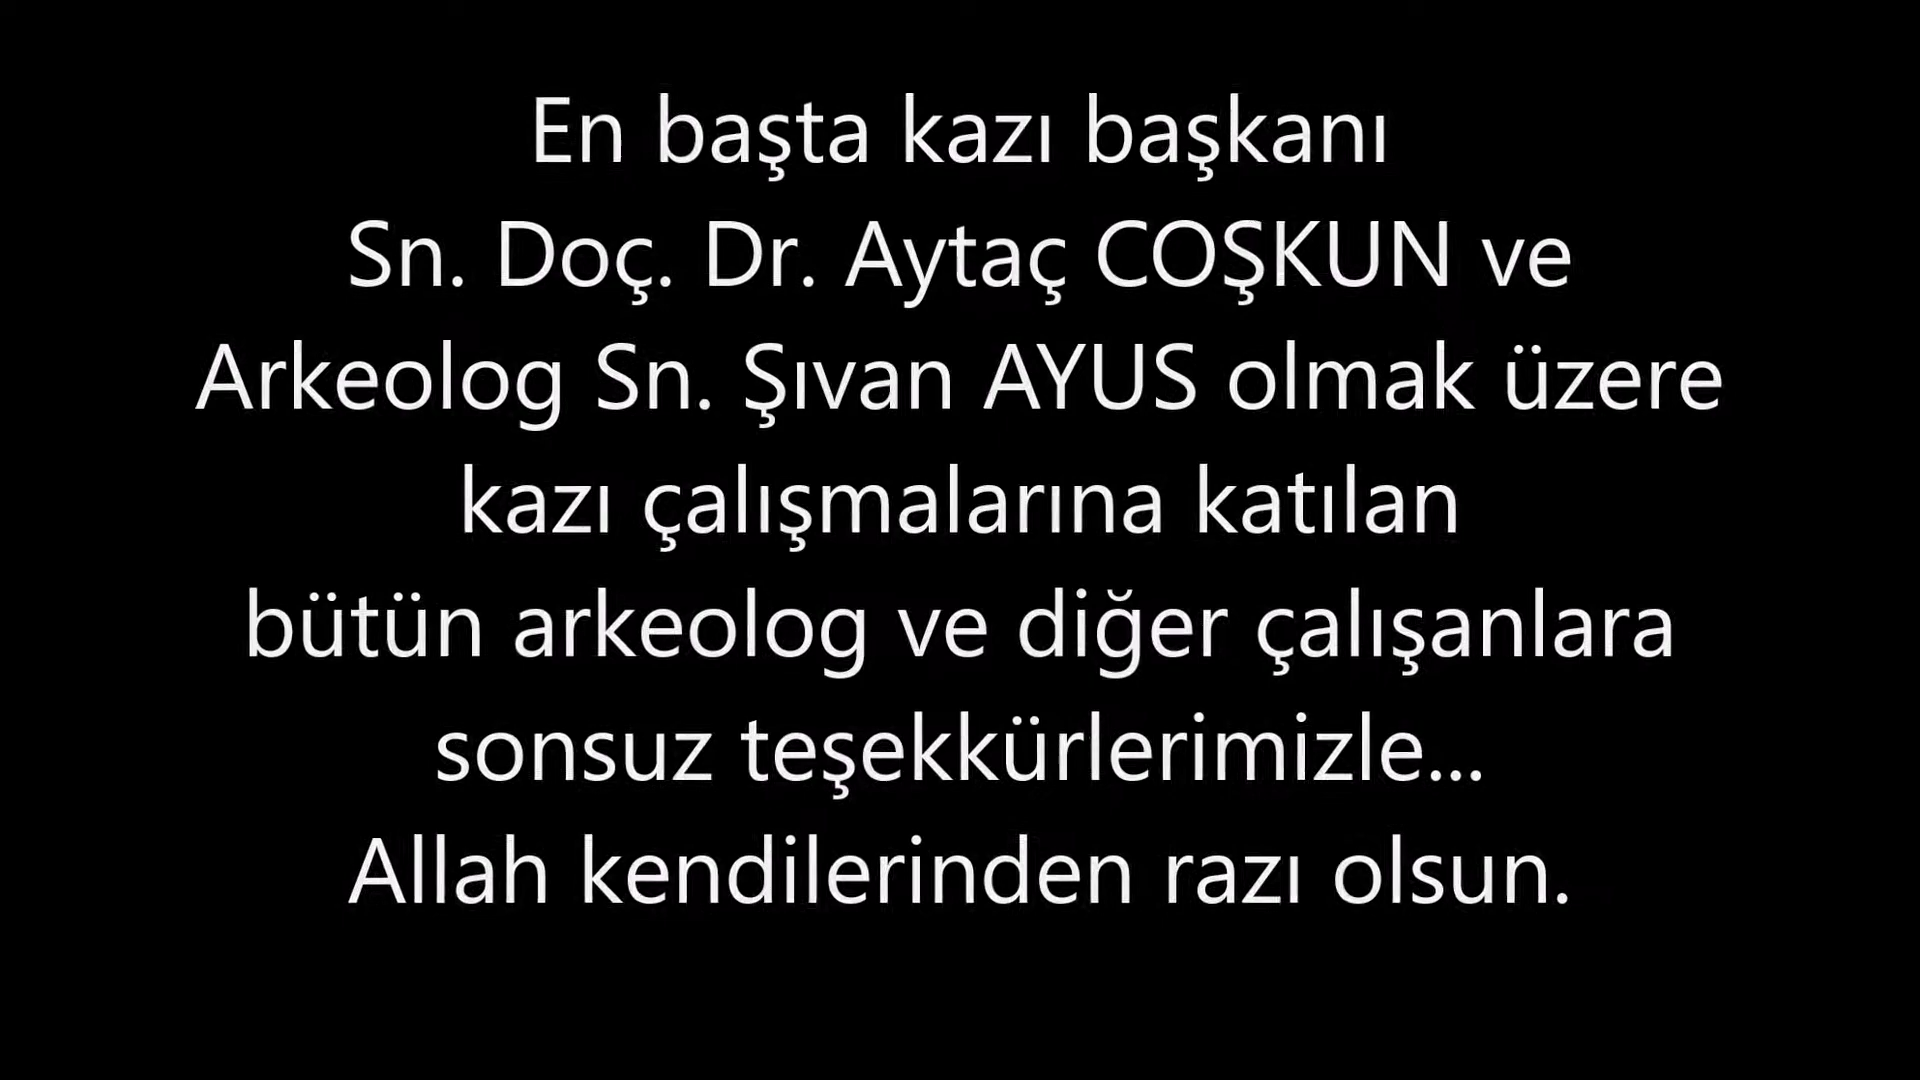 En başta kazı başkanı
Sn. Doç. Dr. Aytaç COŞKUN ve
Arkeolog Sn. Şıvan AYUS olmak üzere
kazı çalışmalarına katılan
bütün arkeolog ve diğer çalışanlara
sonsuz teşekkürlerimizle...
Allah kendilerinden razı olsun.